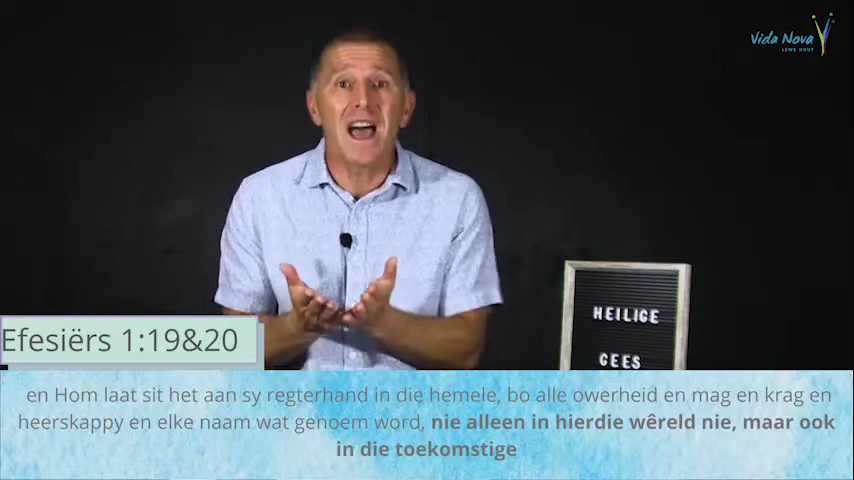 Vida Nova
LEWE NUUT
HEILIGE
GEES
Efesiërs 1:19&20
en Hom laat sit het aan sy regterhand in die hemele, bo alle owerheid en mag en krag en
heerskappy en elke naam wat genoem word, nie alleen in hierdie wêreld nie, maar ook
in die toekomstige